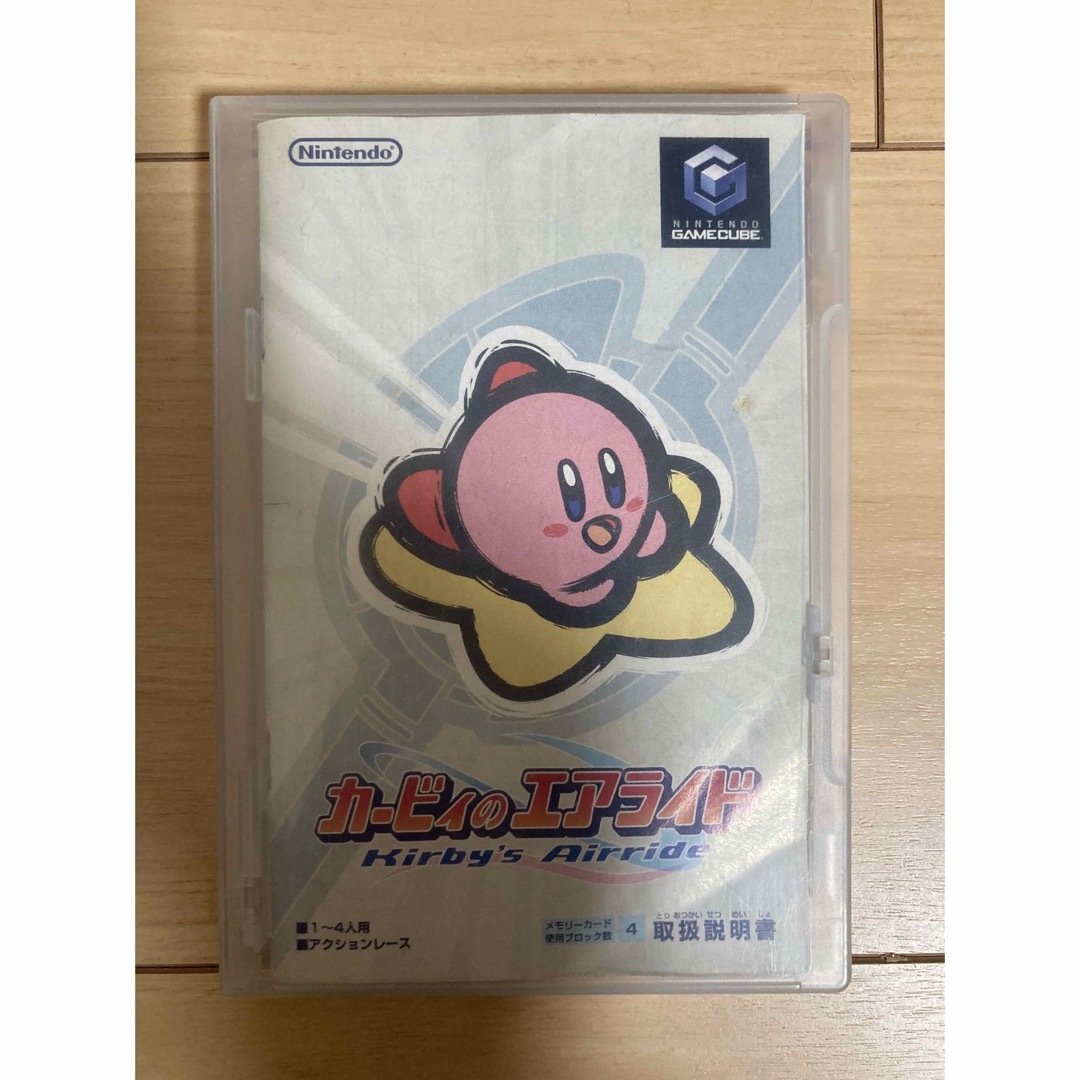 Nintendo®
NINTENDO
GAMECUBE
カービィのエアライド
Kirby's Airride
■1〜4人用
■アクションレース
メモリーカード
使用ブロック数 4
とりあつかいせつめいしょ
取扱説明書